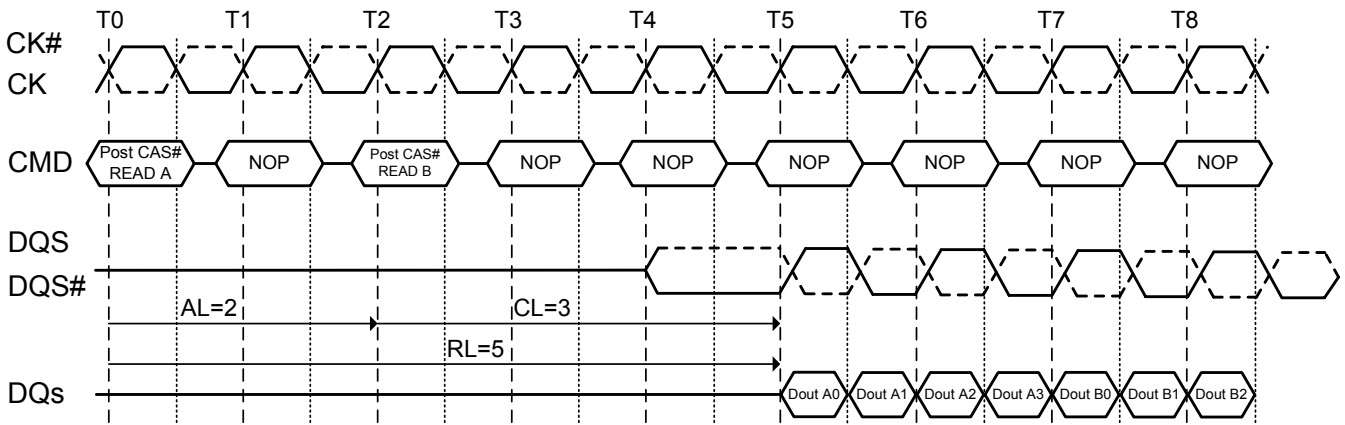 T0 T1 T2 T3 T4 T5 T6 T7 T8
CK#
CK
CMD Post CAS# READ A NOP Post CAS# READ B NOP NOP NOP NOP NOP NOP
DQS
DQS#
AL=2 CL=3
RL=5
DQs Dout A0 Dout A1 Dout A2 Dout A3 Dout B0 Dout B1 Dout B2